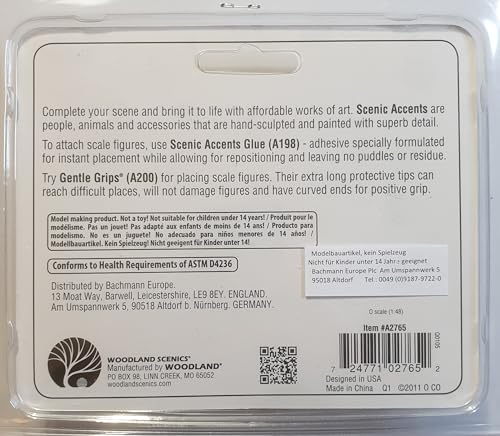 Complete your scene and bring it to life with affordable works of art. Scenic Accents are
people, animals and accessories that are hand-sculpted and painted with superb detail.
To attach scale figures, use Scenic Accents Glue (A198) - adhesive specially formulated
for instant placement while allowing for repositioning and leaving no puddles or residue.
Try Gentle Grips® (A200) for placing scale figures. Their extra long protective tips can
reach difficult places, will not damage figures and have curved ends for positive grip.
Model making product. Not a toy! Not suitable for children under 14 years! / Produit pour le
modélisme. Pas un jouet! Pas adapté aux enfants de moins de 14 ans! / Producto para
modelismo. No es un juguete! No adecuado para niños menores de 14 años! /
Modellbauartikel. Kein Spielzeug! Nicht geeigent für Kinder unter 14!
Conforms to Health Requirements of ASTM D4236
Modelbauartikel, kein Spielzeug
Nicht für Kinder unter 14 Jahre geeignet
Bachmann Europe Plc Am Umspannwerk 5
95018 Altdorf Tel.: 0049 (0)9187-9722-0
Distributed by Bachmann Europe.
13 Moat Way, Barwell, Leicestershire, LE9 8EY. ENGLAND.
Am Umspannwerk 5, 90518 Altdorf b. Nürnberg. GERMANY.
O scale (1:48)
Item #A2765
00105
7 24771 02765 2
WOODLAND SCENICS®
Manufactured by WOODLAND®
PO BOX 98, LINN CREEK, MO 65052
woodlandscenics.com
Designed in USA
Made in China Q1 ©2011 O CO